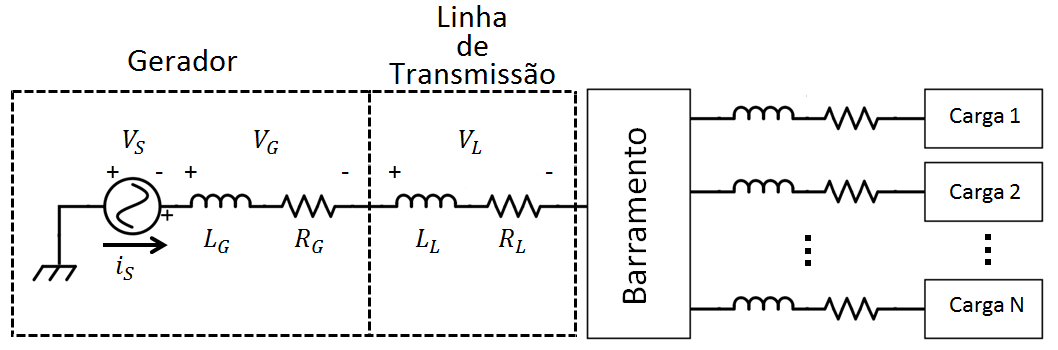 Linha
de
Transmissão
Gerador
V_S
V_G
V_L
+ - + - + -
+
i_S
L_G
R_G
L_L
R_L
Barramento
Carga 1
Carga 2
Carga N